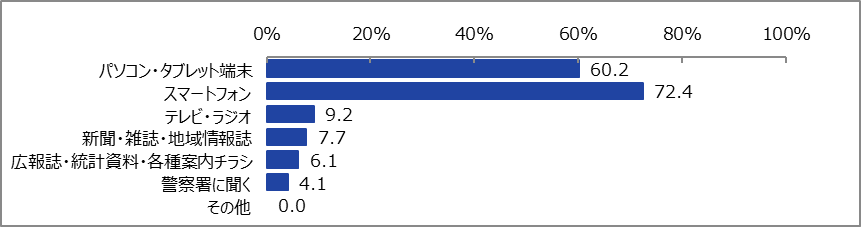 0% 20% 40% 60% 80% 100%
パソコン・タブレット端末 60.2
スマートフォン 72.4
テレビ・ラジオ 9.2
新聞・雑誌・地域情報誌 7.7
広報誌・統計資料・各種案内チラシ 6.1
警察署に聞く 4.1
その他 0.0